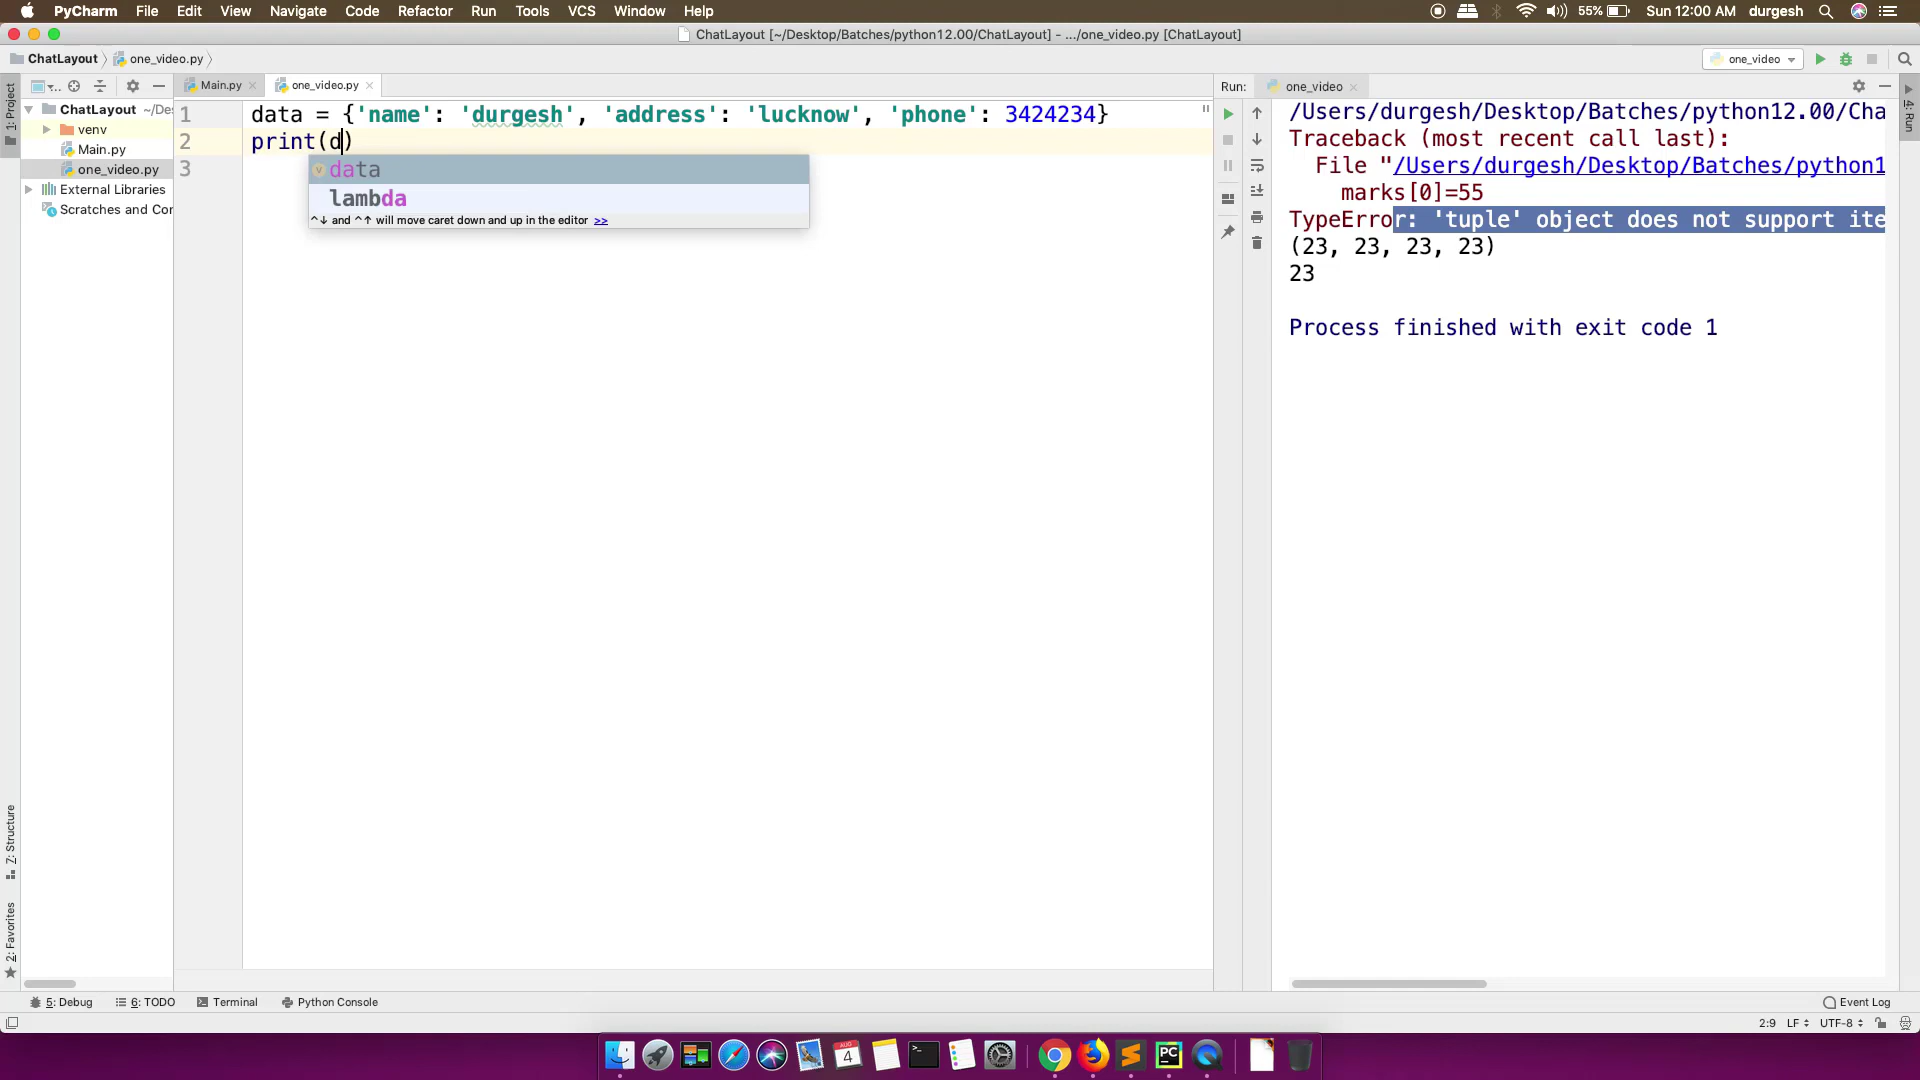 PyCharm File Edit View Navigate Code Refactor Run Tools VCS Window Help 55% Sun 12:00 AM durgesh
ChatLayout [~/Desktop/Batches/python12.00/ChatLayout] - .../one_video.py [ChatLayout]
ChatLayout one_video.py one_video
1: Project
ChatLayout ~/Des
venv
Main.py
one_video.py
External Libraries
Scratches and Con
Main.py one_video.py
1 data = {'name': 'durgesh', 'address': 'lucknow', 'phone': 3424234}
2 print(d)
3
data
lambda
^↓ and ^↑ will move caret down and up in the editor >>
Run: one_video
/Users/durgesh/Desktop/Batches/python12.00/Cha
Traceback (most recent call last):
File "/Users/durgesh/Desktop/Batches/python1
marks[0]=55
TypeError: 'tuple' object does not support ite
(23, 23, 23, 23)
23
Process finished with exit code 1
4: Run
7: Structure
2: Favorites
5: Debug 6: TODO Terminal Python Console Event Log
2:9 LF UTF-8
AUG
4
PC